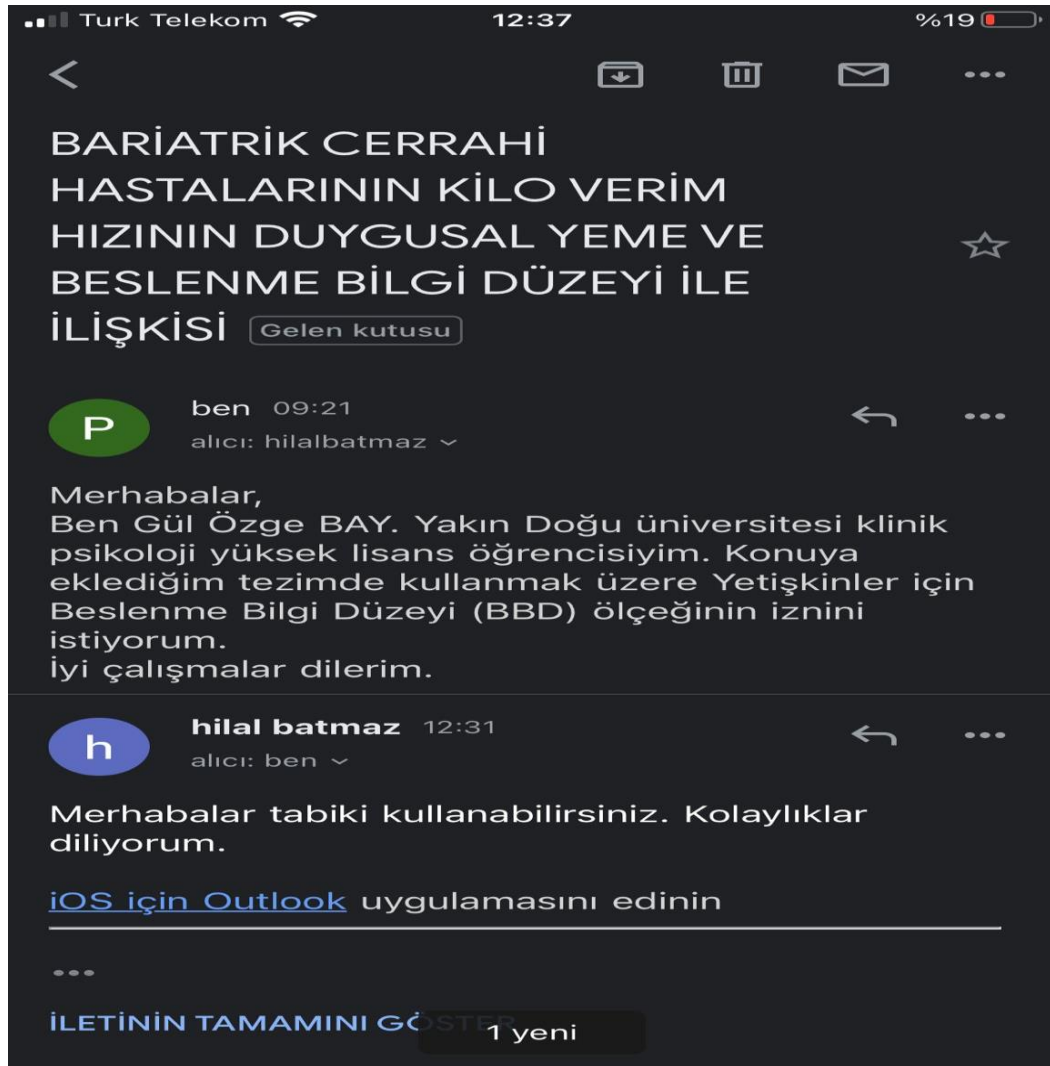 Turk Telekom 12:37 %19
BARİATRİK CERRAHİ
HASTALARININ KİLO VERİM
HIZININ DUYGUSAL YEME VE
BESLENME BİLGİ DÜZEYİ İLE
İLİŞKİSİ Gelen kutusu
P
ben 09:21
alıcı: hilalbatmaz
Merhabalar,
Ben Gül Özge BAY. Yakın Doğu üniversitesi klinik
psikoloji yüksek lisans öğrencisiyim. Konuya
eklediğim tezimde kullanmak üzere Yetişkinler için
Beslenme Bilgi Düzeyi (BBD) ölçeğinin iznini
istiyorum.
İyi çalışmalar dilerim.
h
hilal batmaz 12:31
alıcı: ben
Merhabalar tabiki kullanabilirsiniz. Kolaylıklar
diliyorum.
iOS için Outlook uygulamasını edinin
İLETİNİN TAMAMINI GÖSTER
1 yeni